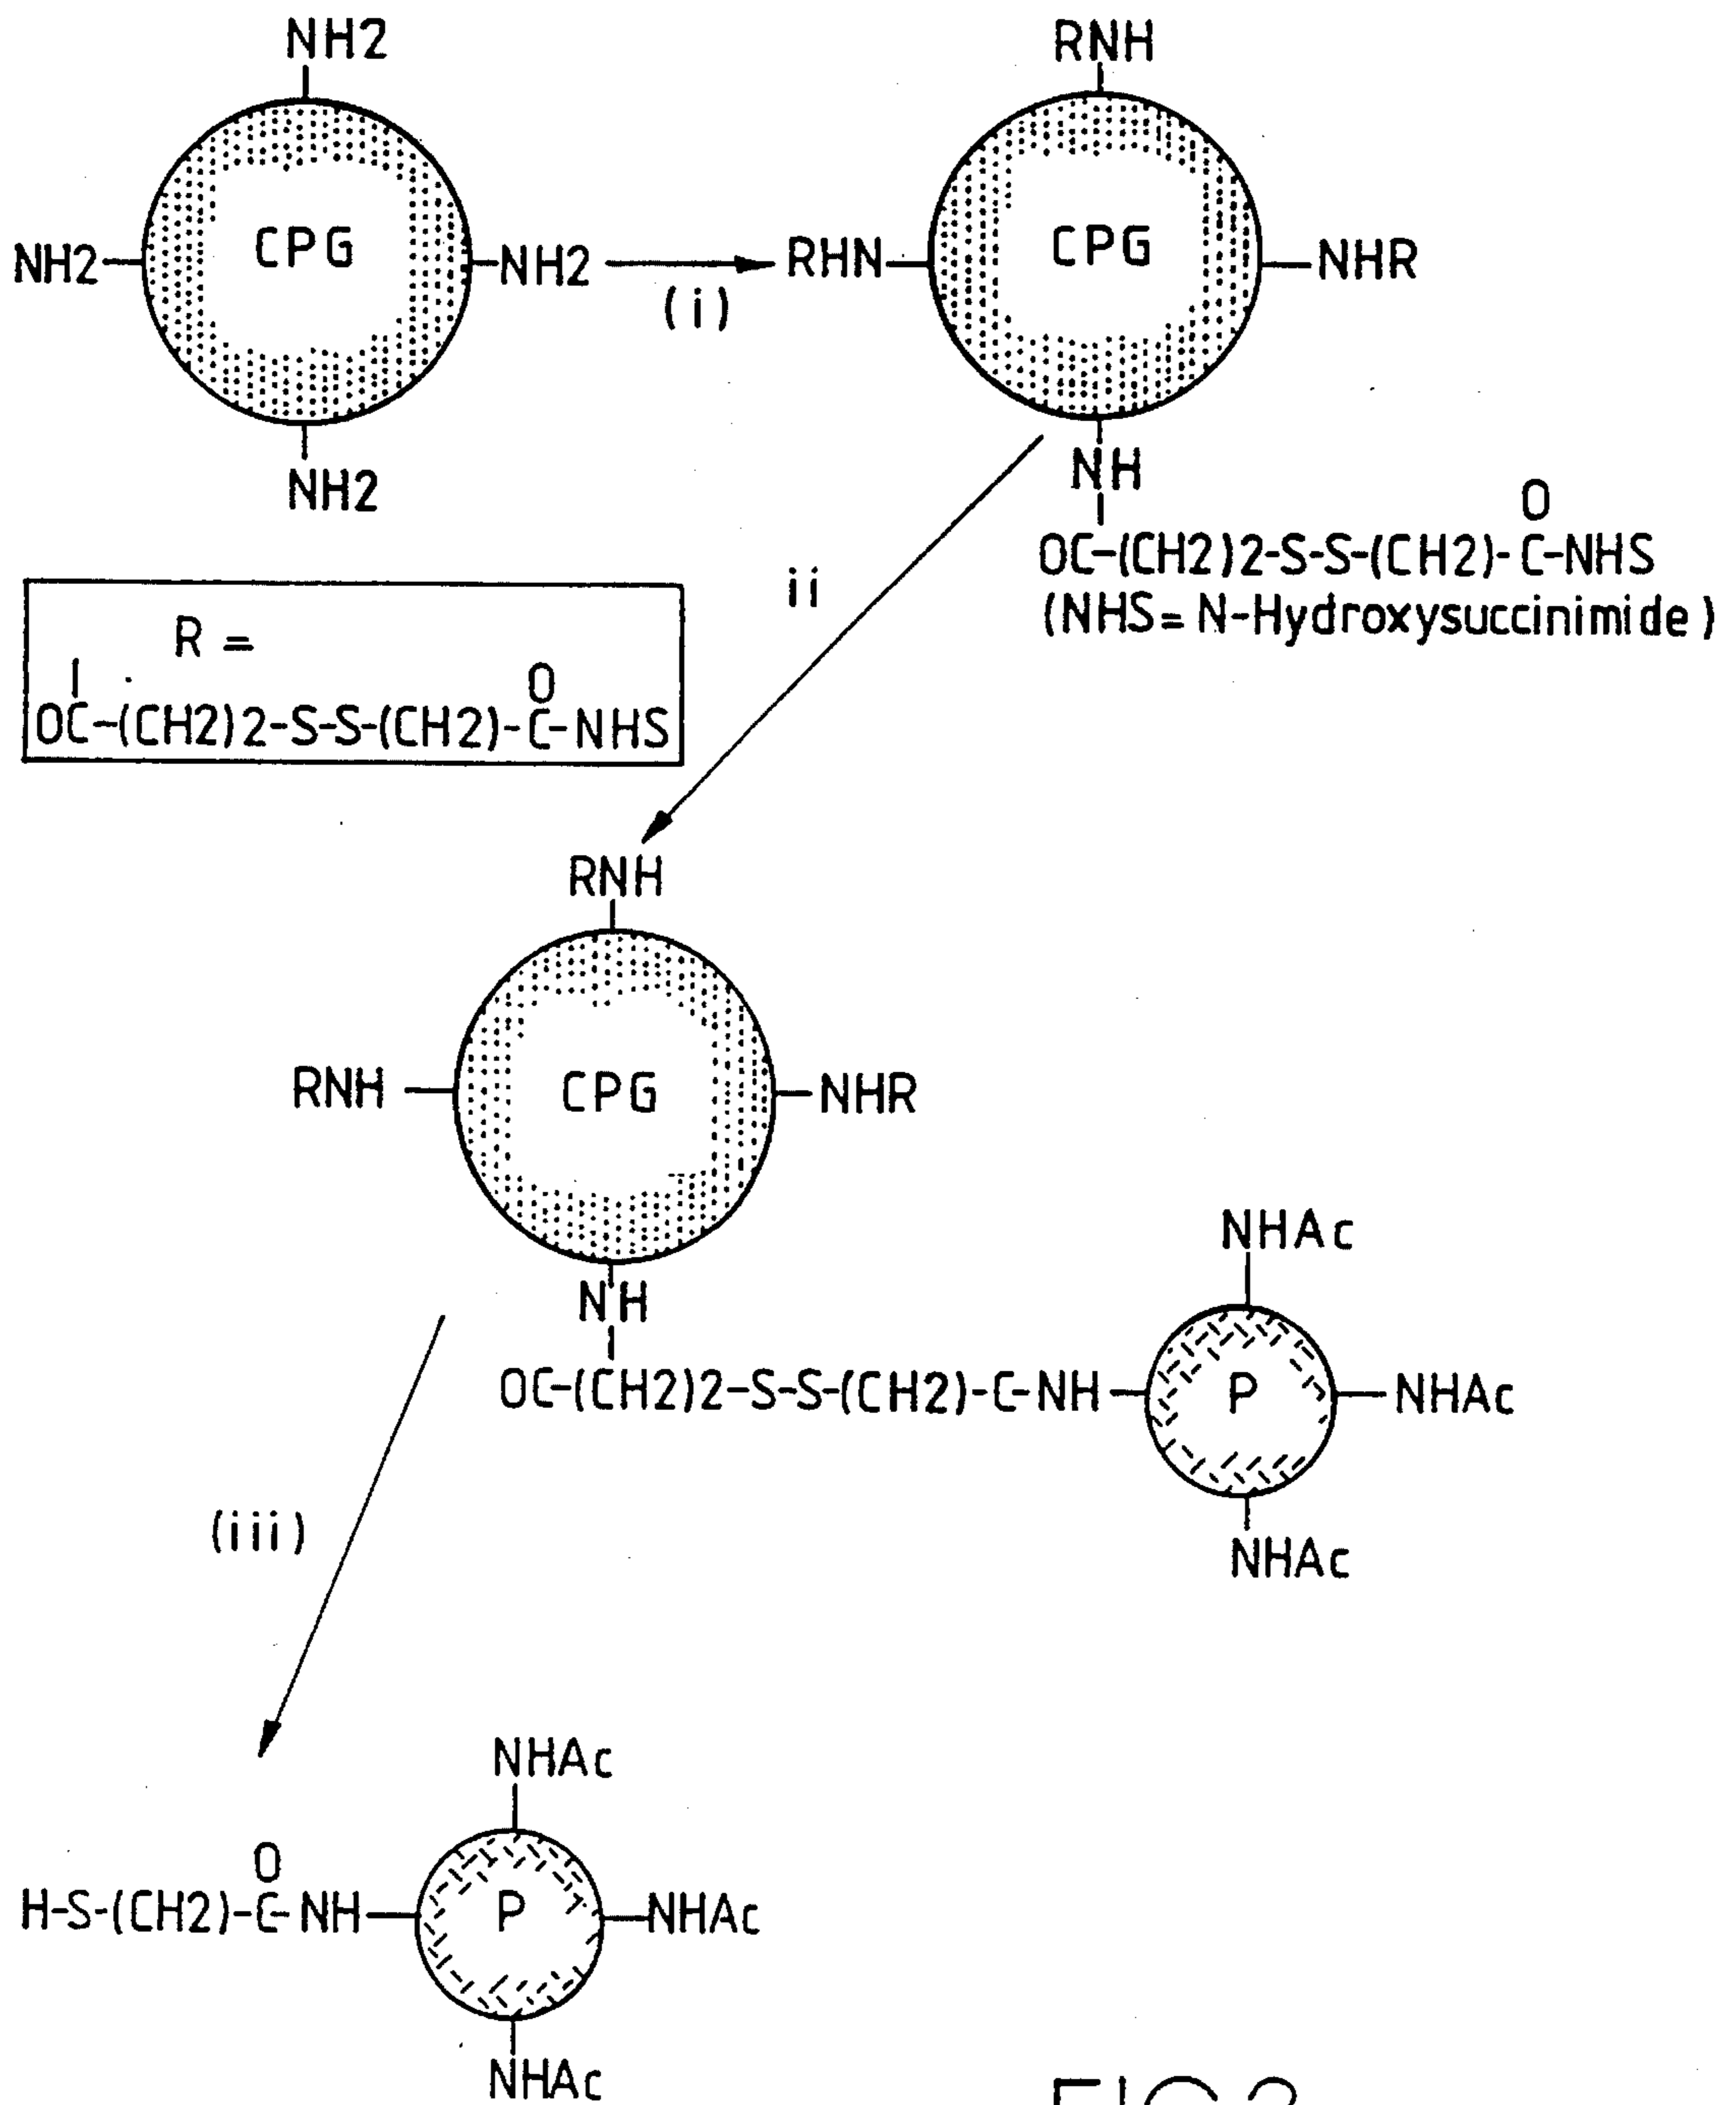 NH2
NH2 CPG NH2
NH2
(i)
RNH
RHN CPG NHR
NH
O
OC-(CH2)2-S-S-(CH2)-C-NHS
(NHS= N-Hydroxysuccinimide)
ii
R =
O
OC-(CH2)2-S-S-(CH2)-C-NHS
RNH
RNH CPG NHR
NH
OC-(CH2)2-S-S-(CH2)-C-NH P NHAc
NHAc
NHAc
(iii)
NHAc
O
H-S-(CH2)-C-NH P NHAc
NHAc